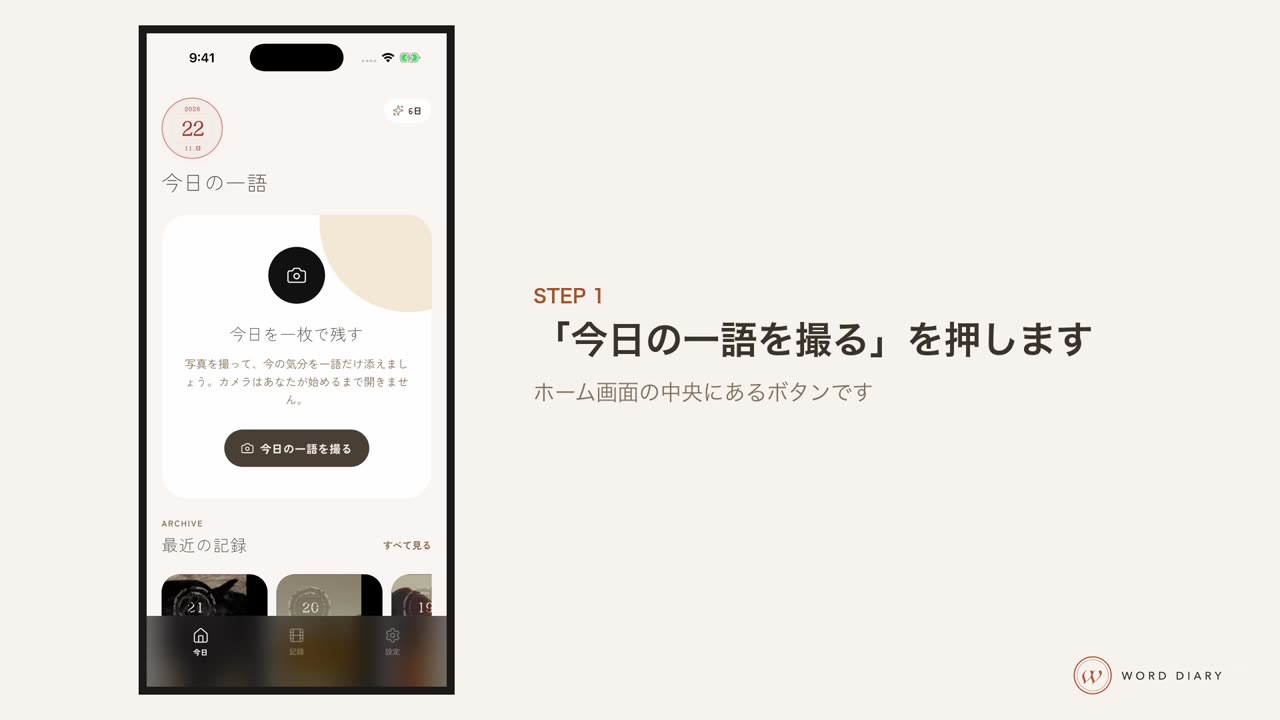 9:41
2026
22
11.日
6日
今日の一語
今日を一枚で残す
写真を撮って、今の気分を一語だけ添えまし
ょう。カメラはあなたが始めるまで開きませ
ん。
今日の一語を撮る
ARCHIVE
最近の記録
すべて見る
21
20
19
今日
記録
設定
STEP 1
「今日の一語を撮る」を押します
ホーム画面の中央にあるボタンです
W
WORD DIARY